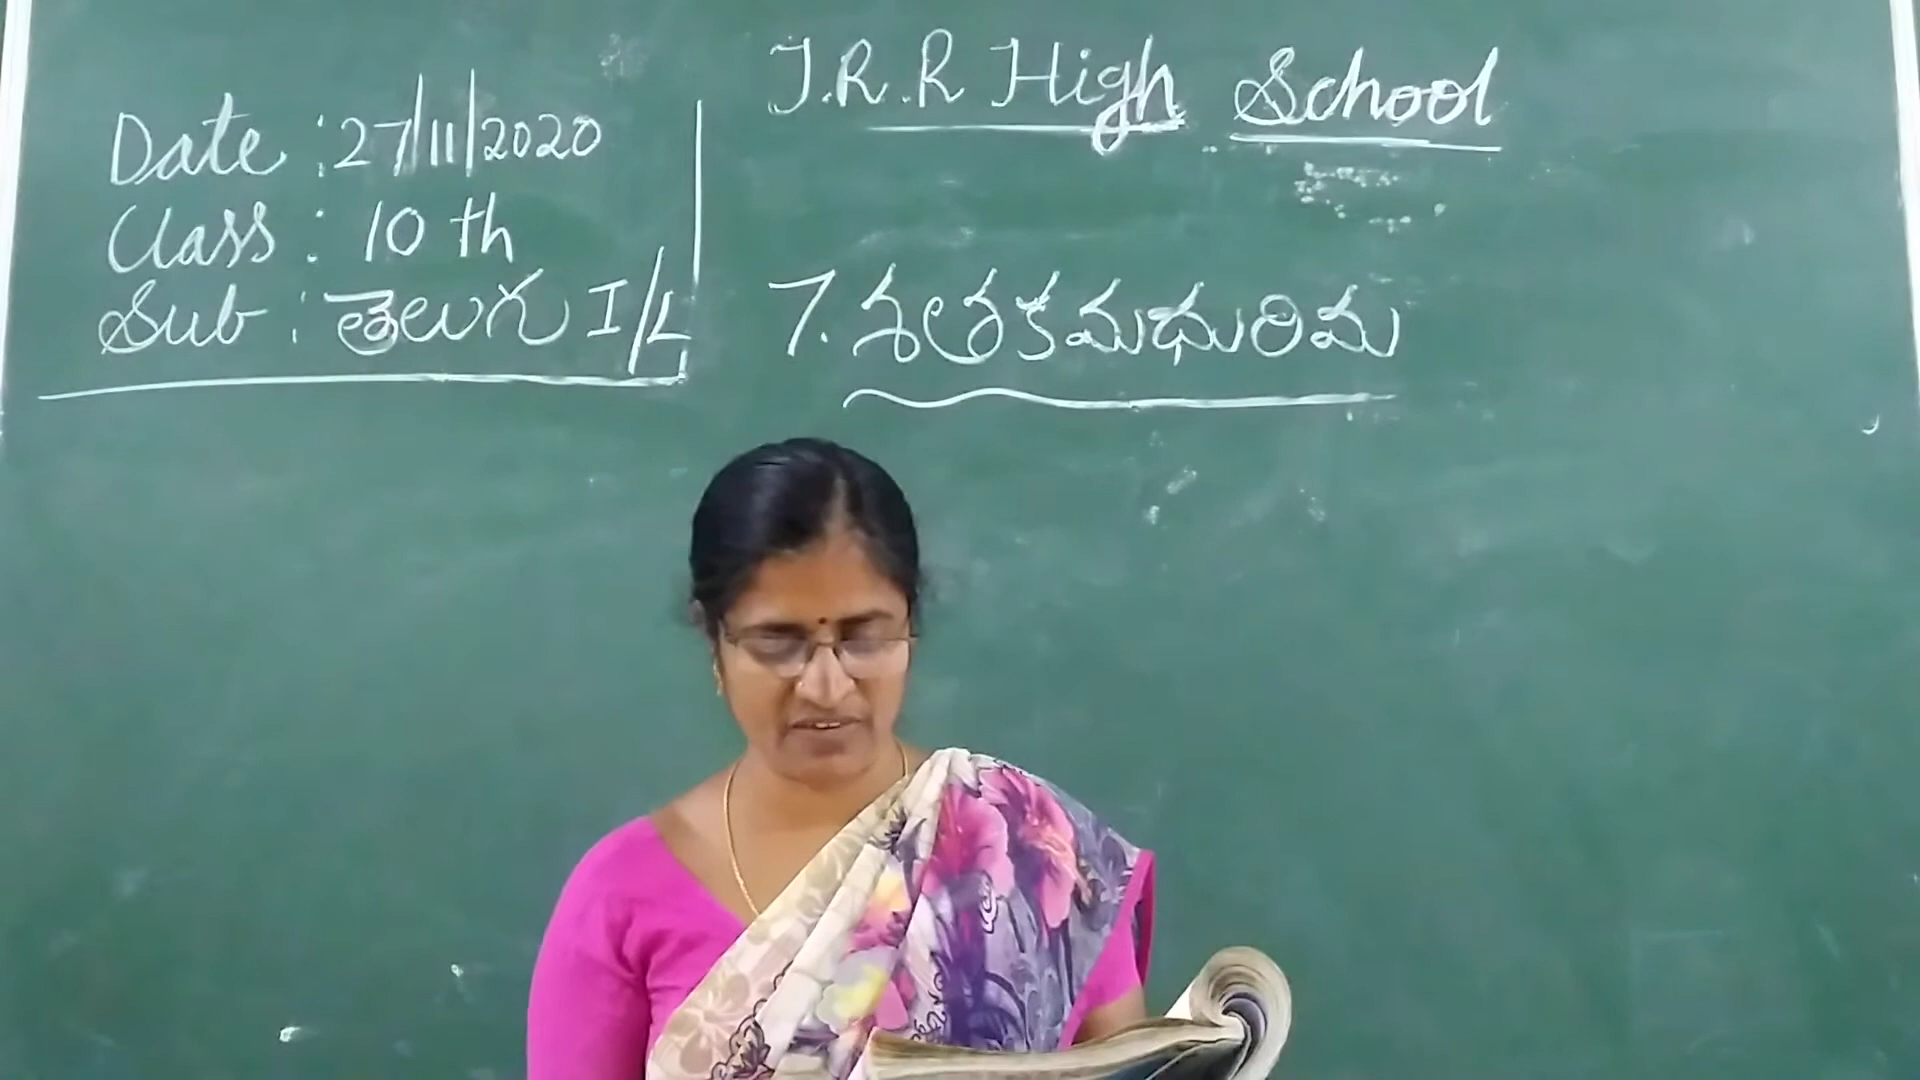 J.R.R High School
Date : 27/11/2020
Class : 10 th
Sub : తెలుగు I/L
7. శతకమధురిమ